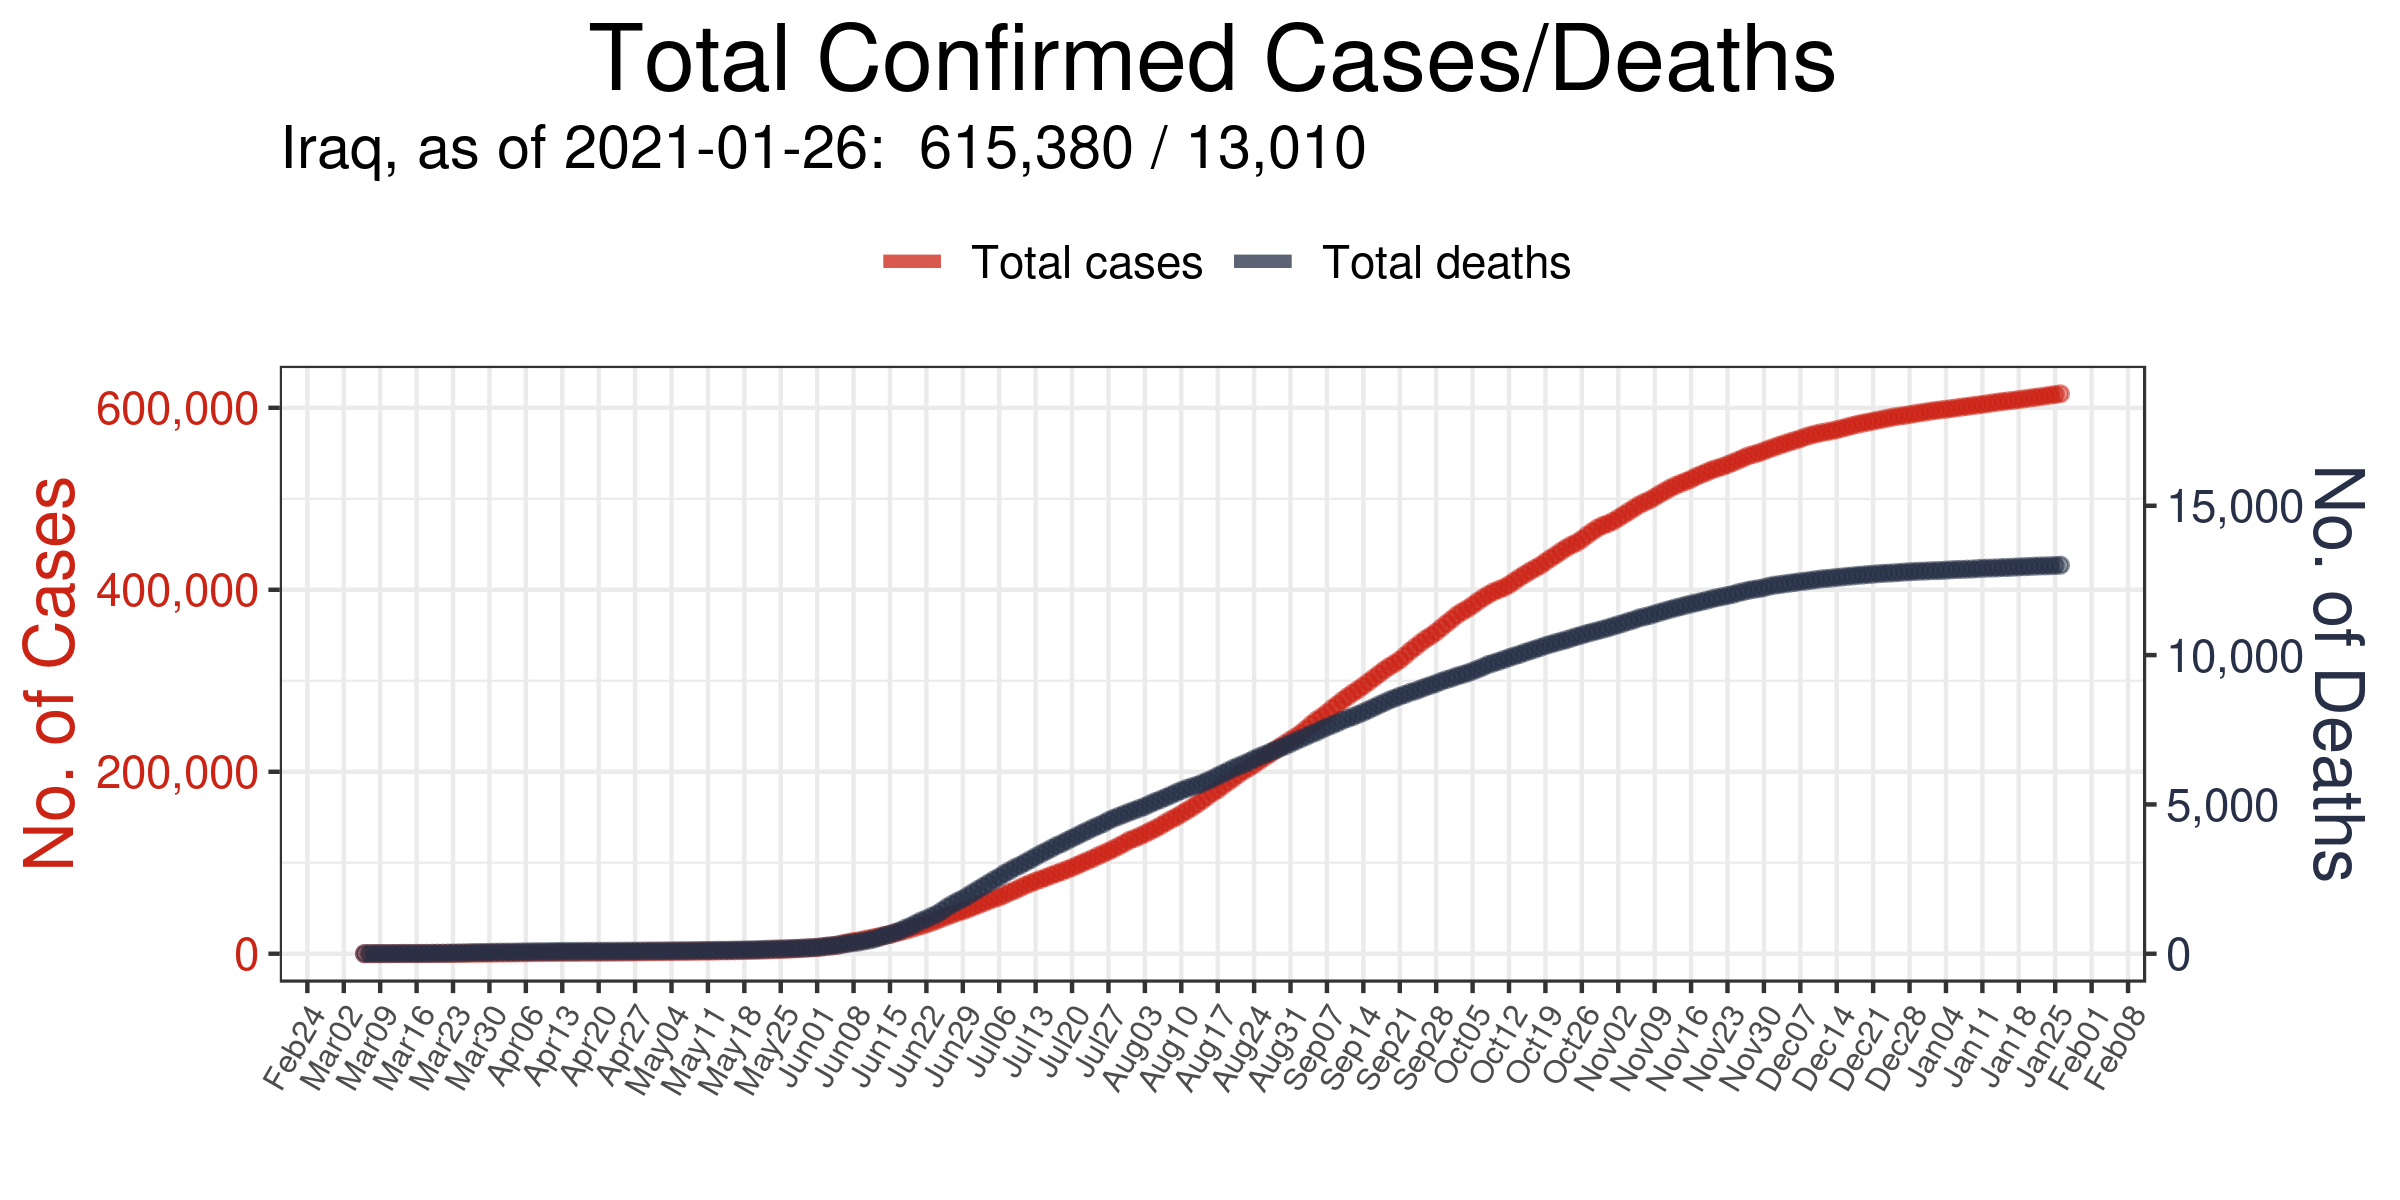 Total Confirmed Cases/Deaths
Iraq, as of 2021-01-26: 615,380 / 13,010
Total cases
Total deaths
No. of Cases
600,000
400,000
200,000
0
15,000
10,000
5,000
0
No. of Deaths
Feb24
Mar02
Mar09
Mar16
Mar23
Mar30
Apr06
Apr13
Apr20
Apr27
May04
May11
May18
May25
Jun01
Jun08
Jun15
Jun22
Jun29
Jul06
Jul13
Jul20
Jul27
Aug03
Aug10
Aug17
Aug24
Aug31
Sep07
Sep14
Sep21
Sep28
Oct05
Oct12
Oct19
Oct26
Nov02
Nov09
Nov16
Nov23
Nov30
Dec07
Dec14
Dec21
Dec28
Dec04
Jan11
Jan18
Jan25
Feb01
Feb08